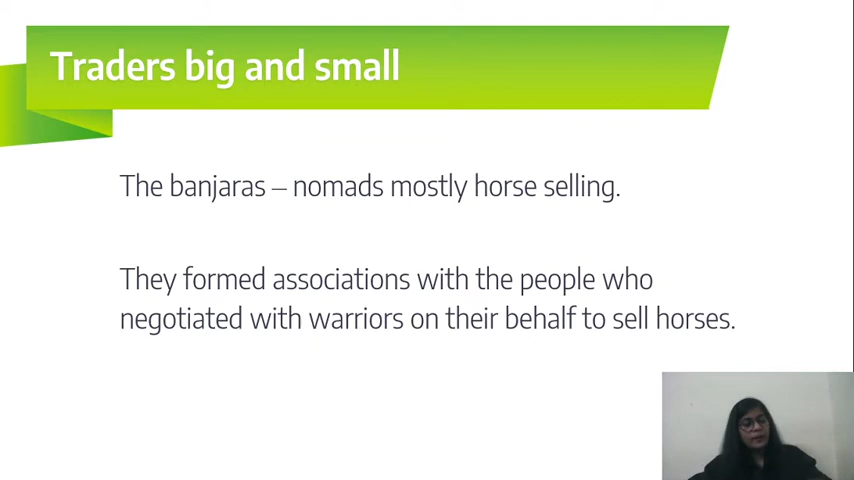 Traders big and small
The banjaras – nomads mostly horse selling.
They formed associations with the people who
negotiated with warriors on their behalf to sell horses.